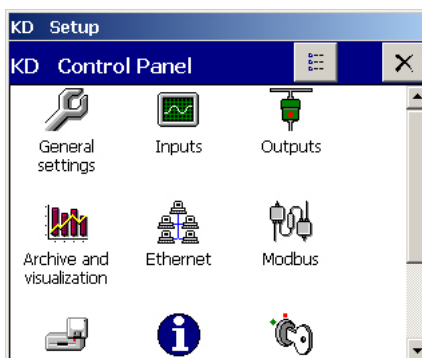 KD Setup
KD Control Panel
General settings
Inputs
Outputs
Archive and visualization
Ethernet
Modbus